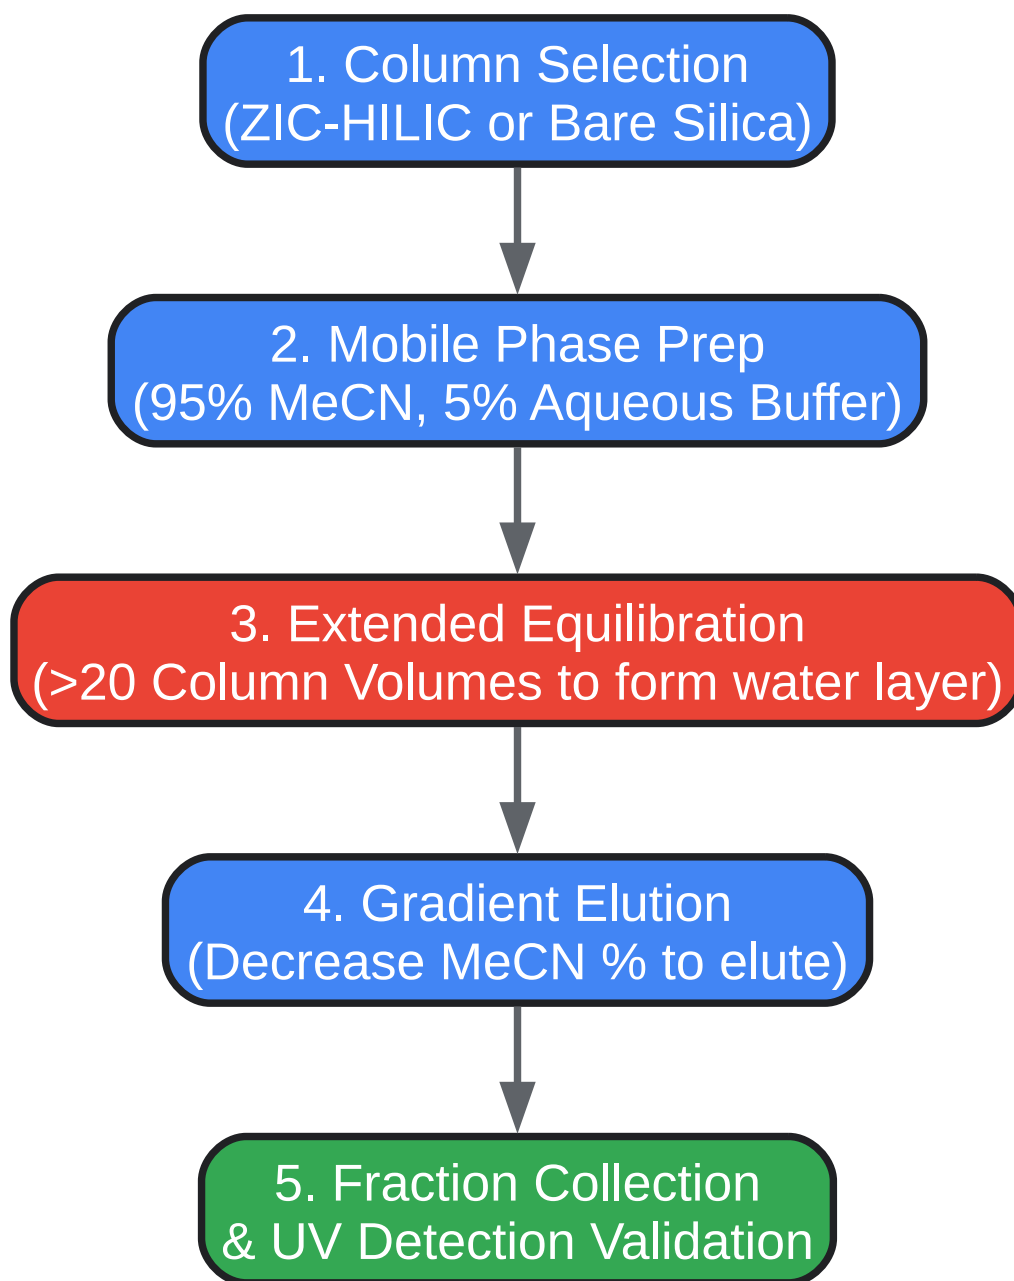 1. Column Selection
(ZIC-HILIC or Bare Silica)
2. Mobile Phase Prep
(95% MeCN, 5% Aqueous Buffer)
3. Extended Equilibration
(>20 Column Volumes to form water layer)
4. Gradient Elution
(Decrease MeCN % to elute)
5. Fraction Collection
& UV Detection Validation